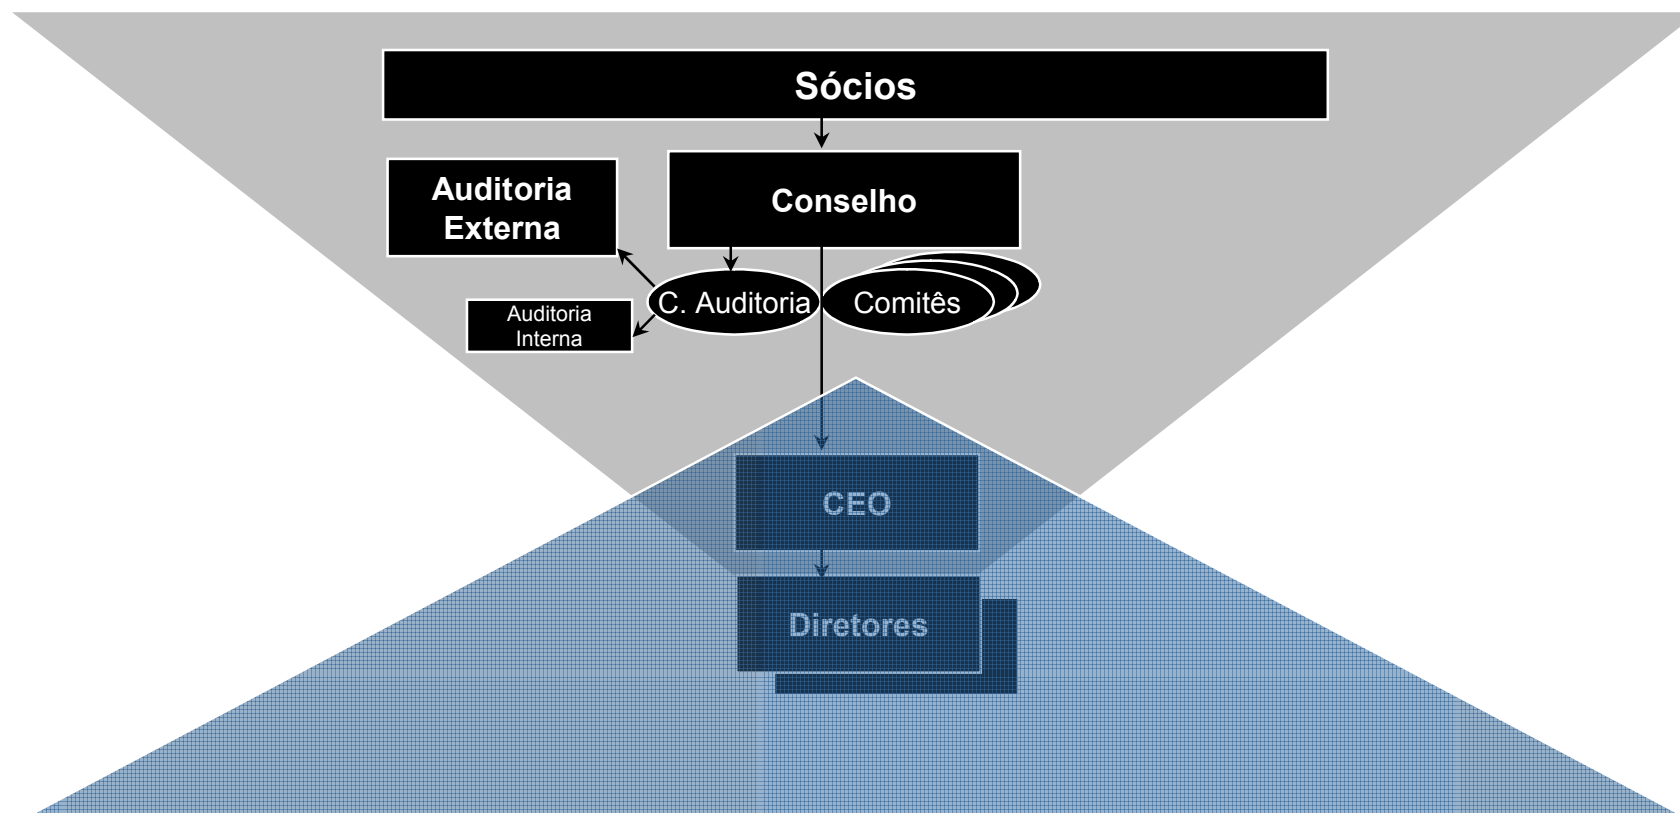 Sócios
Auditoria
Externa
Conselho
C. Auditoria
Comitês
Auditoria
Interna
CEO
Diretores